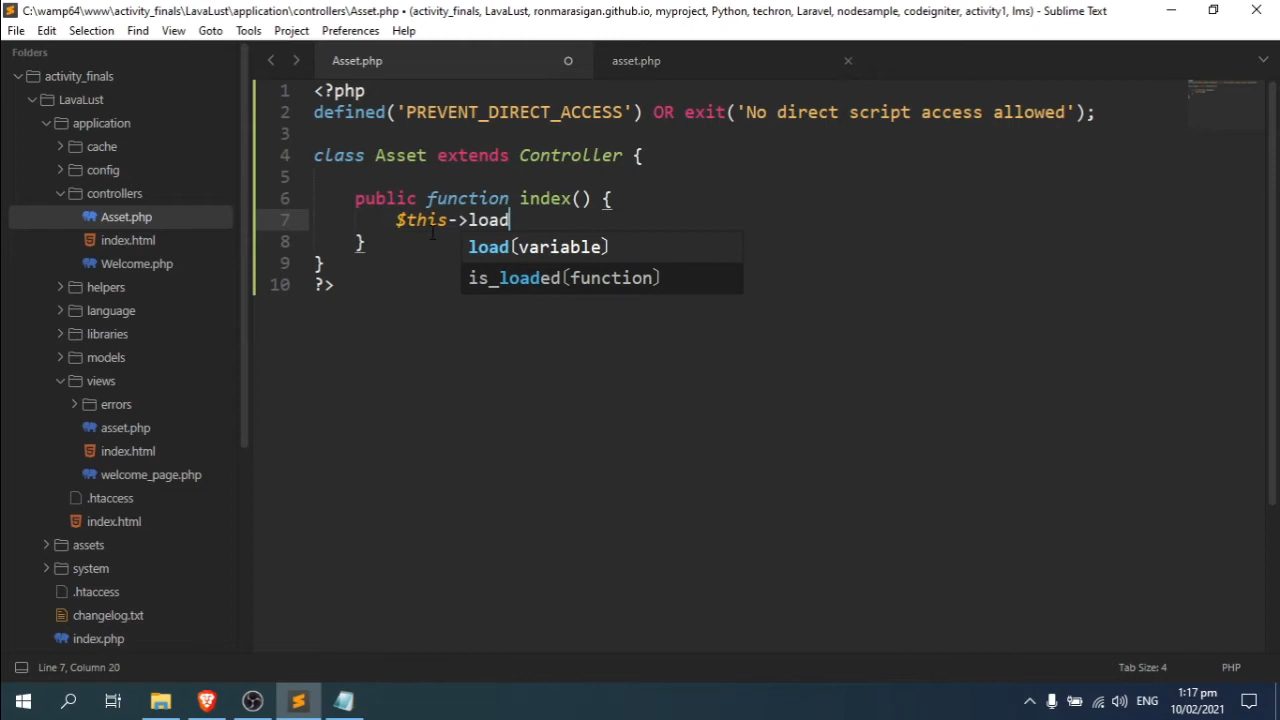 C:\wamp64\www\activity_finals\LavaLust\application\controllers\Asset.php • (activity_finals, LavaLust, ronmarasigan.github.io, myproject, Python, techron, Laravel, nodesample, codeigniter, activity1, lms) - Sublime Text
File Edit Selection Find View Goto Tools Project Preferences Help
Folders
activity_finals
LavaLust
application
cache
config
controllers
Asset.php
index.html
Welcome.php
helpers
language
libraries
models
views
errors
asset.php
index.html
welcome_page.php
.htaccess
index.html
assets
system
.htaccess
changelog.txt
index.php
Asset.php
asset.php
1 <?php
2 defined('PREVENT_DIRECT_ACCESS') OR exit('No direct script access allowed');
3
4 class Asset extends Controller {
5
6 public function index() {
7 $this->load
8 }
9 }
10 ?>
load(variable)
is_loaded(function)
Line 7, Column 20
Tab Size: 4
PHP
ENG
1:17 pm
10/02/2021